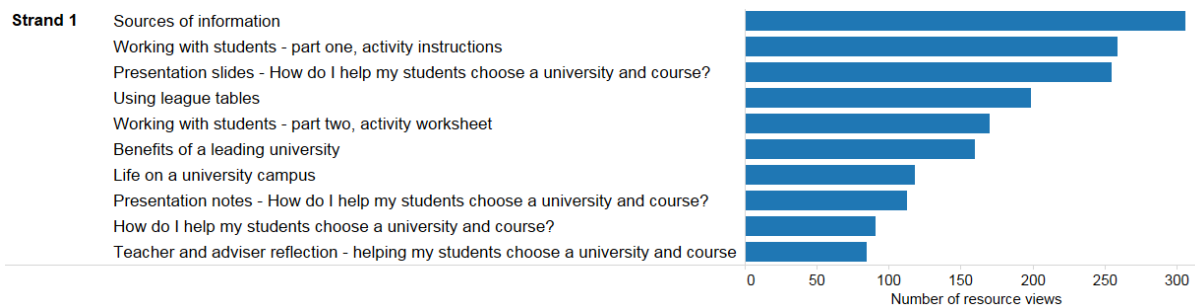 Strand 1 Sources of information
Working with students - part one, activity instructions
Presentation slides - How do I help my students choose a university and course?
Using league tables
Working with students - part two, activity worksheet
Benefits of a leading university
Life on a university campus
Presentation notes - How do I help my students choose a university and course?
How do I help my students choose a university and course?
Teacher and adviser reflection - helping my students choose a university and course
0 50 100 150 200 250 300
Number of resource views